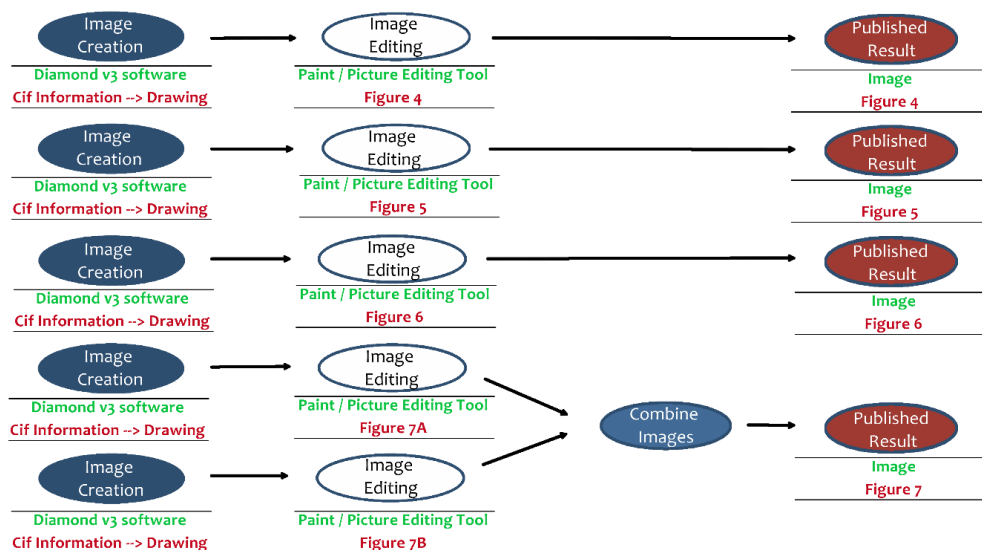 Image
Creation
Diamond v3 software
Cif Information --> Drawing
Image
Editing
Paint / Picture Editing Tool
Figure 4
Published
Result
Image
Figure 4
Image
Creation
Diamond v3 software
Cif Information --> Drawing
Image
Editing
Paint / Picture Editing Tool
Figure 5
Published
Result
Image
Figure 5
Image
Creation
Diamond v3 software
Cif Information --> Drawing
Image
Editing
Paint / Picture Editing Tool
Figure 6
Published
Result
Image
Figure 6
Image
Creation
Diamond v3 software
Cif Information --> Drawing
Image
Editing
Paint / Picture Editing Tool
Figure 7A
Image
Creation
Diamond v3 software
Cif Information --> Drawing
Image
Editing
Paint / Picture Editing Tool
Figure 7B
Combine
Images
Published
Result
Image
Figure 7